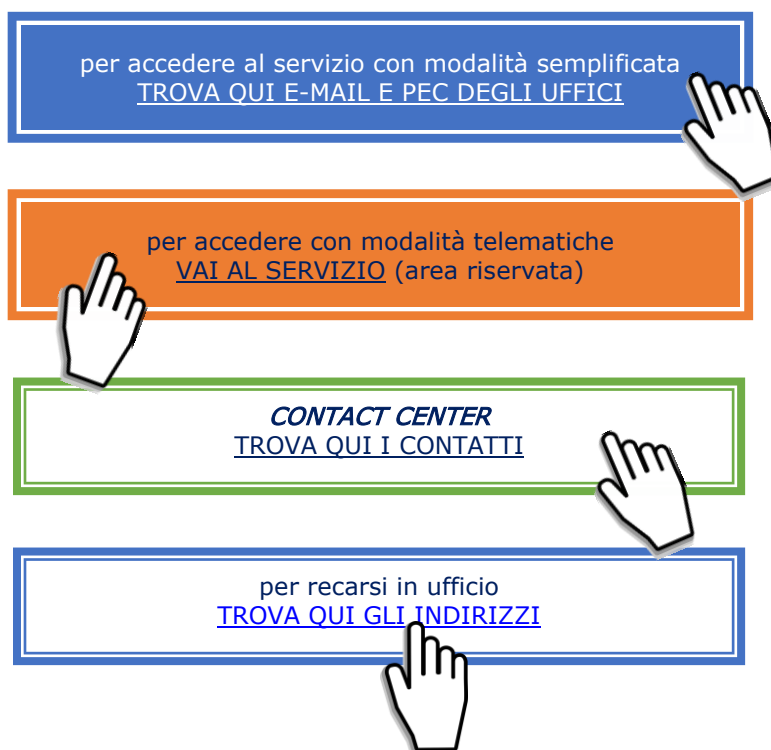 per accedere al servizio con modalità semplificata
TROVA QUI E-MAIL E PEC DEGLI UFFICI
per accedere con modalità telematiche
VAI AL SERVIZIO (area riservata)
CONTACT CENTER
TROVA QUI I CONTATTI
per recarsi in ufficio
TROVA QUI GLI INDIRIZZI